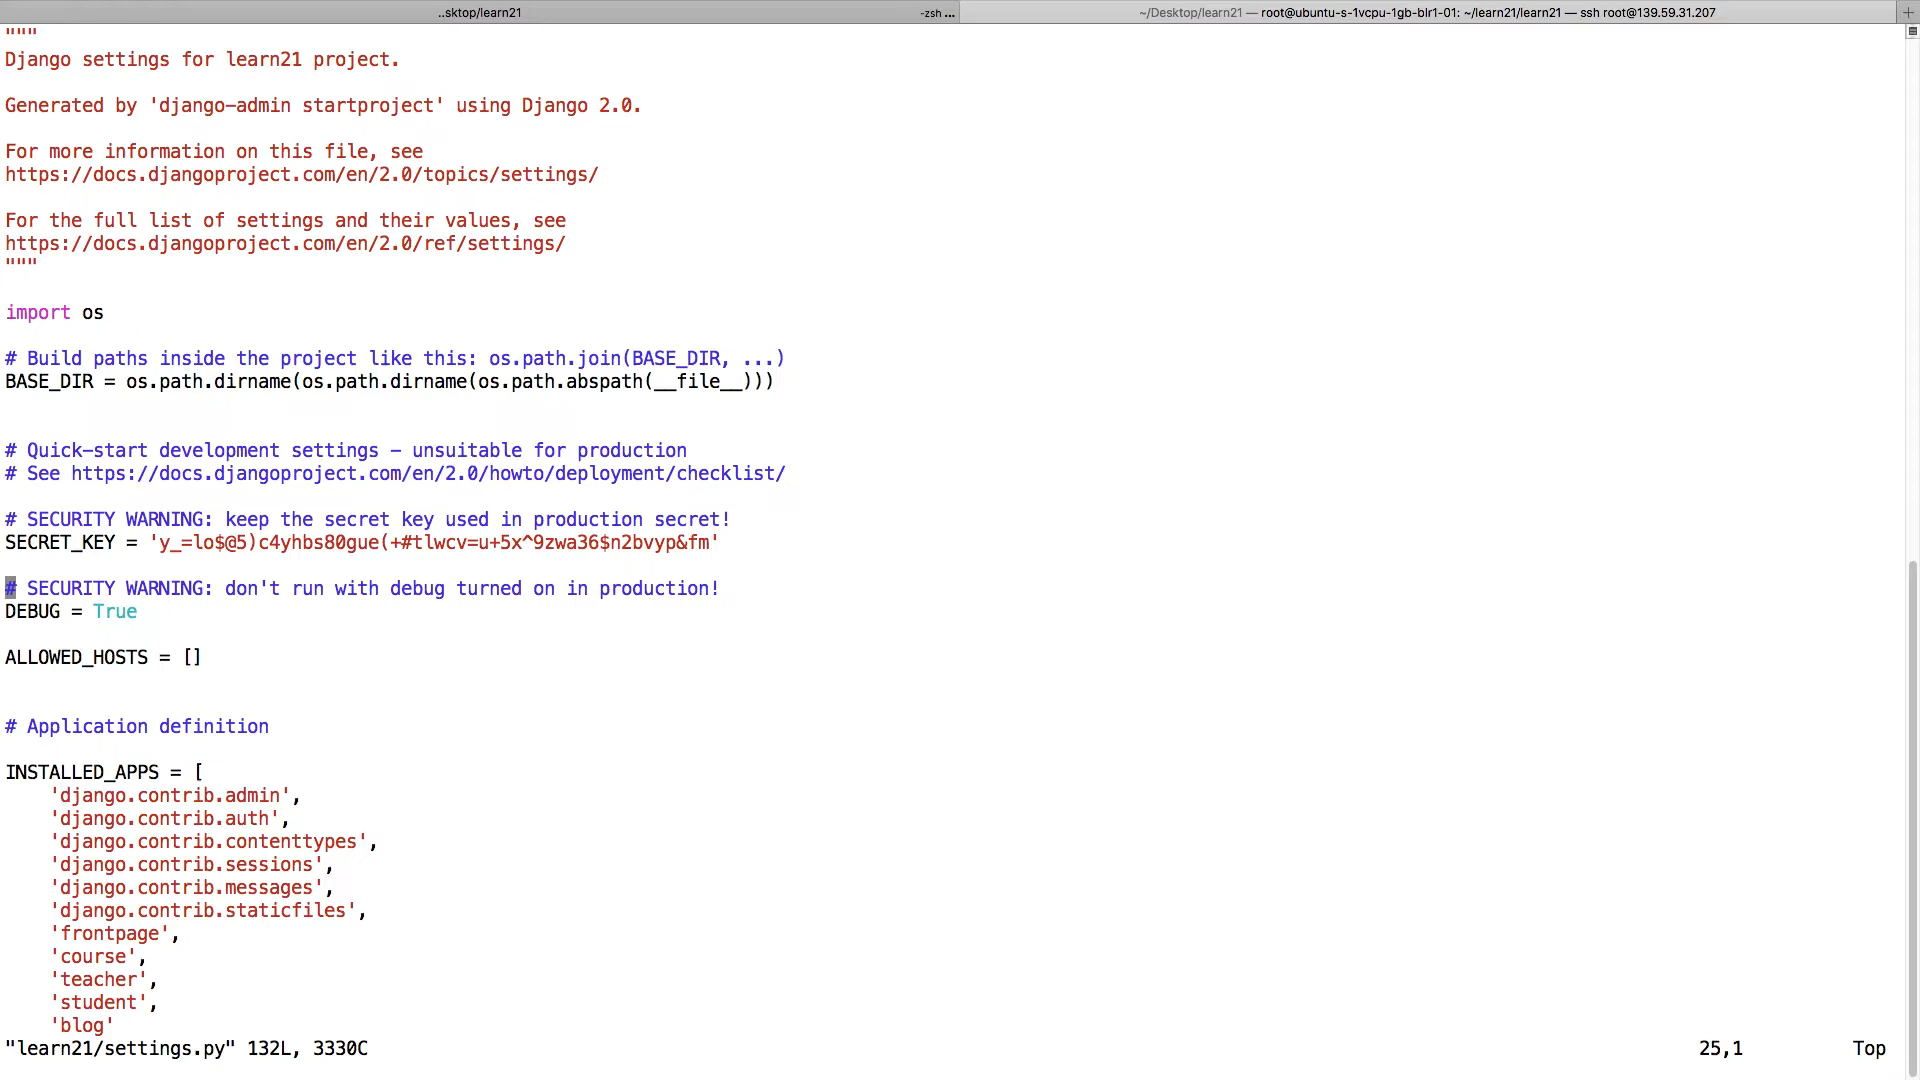 ..sktop/learn21
-zsh ...
~/Desktop/learn21 — root@ubuntu-s-1vcpu-1gb-blr1-01: ~/learn21/learn21 — ssh root@139.59.31.207
+
"""
Django settings for learn21 project.
Generated by 'django-admin startproject' using Django 2.0.
For more information on this file, see
https://docs.djangoproject.com/en/2.0/topics/settings/
For the full list of settings and their values, see
https://docs.djangoproject.com/en/2.0/ref/settings/
"""
import os
# Build paths inside the project like this: os.path.join(BASE_DIR, ...)
BASE_DIR = os.path.dirname(os.path.dirname(os.path.abspath(__file__)))
# Quick-start development settings - unsuitable for production
# See https://docs.djangoproject.com/en/2.0/howto/deployment/checklist/
# SECURITY WARNING: keep the secret key used in production secret!
SECRET_KEY = 'y_=lo$@5)c4yhbs80gue(+#tlwcv=u+5x^9zwa36$n2bvyp&fm'
# SECURITY WARNING: don't run with debug turned on in production!
DEBUG = True
ALLOWED_HOSTS = []
# Application definition
INSTALLED_APPS = [
    'django.contrib.admin',
    'django.contrib.auth',
    'django.contrib.contenttypes',
    'django.contrib.sessions',
    'django.contrib.messages',
    'django.contrib.staticfiles',
    'frontpage',
    'course',
    'teacher',
    'student',
    'blog'
"learn21/settings.py" 132L, 3330C
25,1
Top